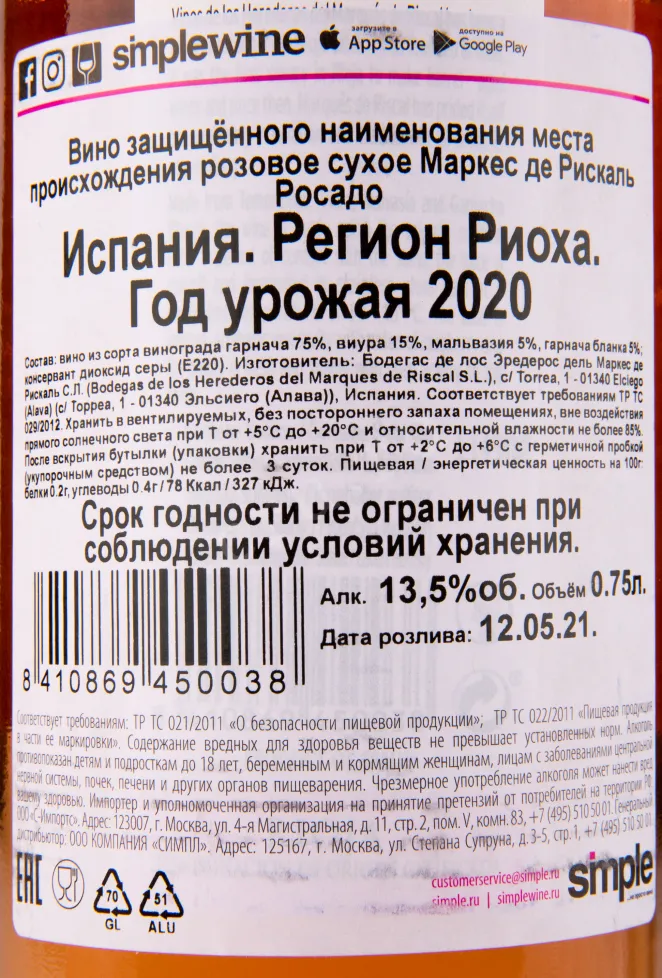 Vinos de los Herederos del Marqués de Riscal
simplewine загрузите в App Store доступно на Google Play
Вино защищённого наименования места
происхождения розовое сухое Маркес де Рискаль
Росадо
Испания. Регион Риоха.
Год урожая 2020
Состав: вино из сорта винограда гарнача 75%, виура 15%, мальвазия 5%, гарнача бланка 5%;
консервант диоксид серы (E220). Изготовитель: Бодегас де лос Эредерос дель Маркес де
Рискаль С.Л. (Bodegas de los Herederos del Marques de Riscal S.L.), c/ Torrea, 1 - 01340 Elciego
(Alava) (c/ Торреа, 1 - 01340 Эльсиего (Алава)), Испания. Соответствует требованиям ТР ТС
029/2012. Хранить в вентилируемых, без постороннего запаха помещениях, вне воздействия
прямого солнечного света при Т от +5°С до +20°С и относительной влажности не более 85%.
После вскрытия бутылки (упаковки) хранить при Т от +2°С до +6°С с герметичной пробкой
(укупорочным средством) не более 3 суток. Пищевая / энергетическая ценность на 100г:
белки 0.2г, углеводы 0.4г / 78 Ккал / 327 кДж.
Срок годности не ограничен при
соблюдении условий хранения.
Алк. 13,5%об. Объём 0.75л.
Дата розлива: 12.05.21.
8 410869 450038
Соответствует требованиям: ТР ТС 021/2011 «О безопасности пищевой продукции»; ТР ТС 022/2011 «Пищевая продукция
в части ее маркировки». Содержание вредных для здоровья веществ не превышает установленных норм. Алкоголь
противопоказан детям и подросткам до 18 лет, беременным и кормящим женщинам, лицам с заболеваниями центральной
нервной системы, почек, печени и других органов пищеварения. Чрезмерное употребление алкоголя может нанести вред
вашему здоровью. Импортер и уполномоченная организация на принятие претензий от потребителей на территории РФ:
ООО «С-Импортс». Адрес: 123007, г. Москва, ул. 4-я Магистральная, д. 11, стр. 2, пом. V, комн. 83, +7 (495) 510 50 01. Генеральный
дистрибьютор: ООО КОМПАНИЯ «СИМПЛ». Адрес: 125167, г. Москва, ул. Степана Супруна, д. 3-5, стр. 1, +7 (495) 510 50 01.
EAC
70
GL
51
ALU
customerservice@simple.ru
simple.ru | simplewine.ru
simple